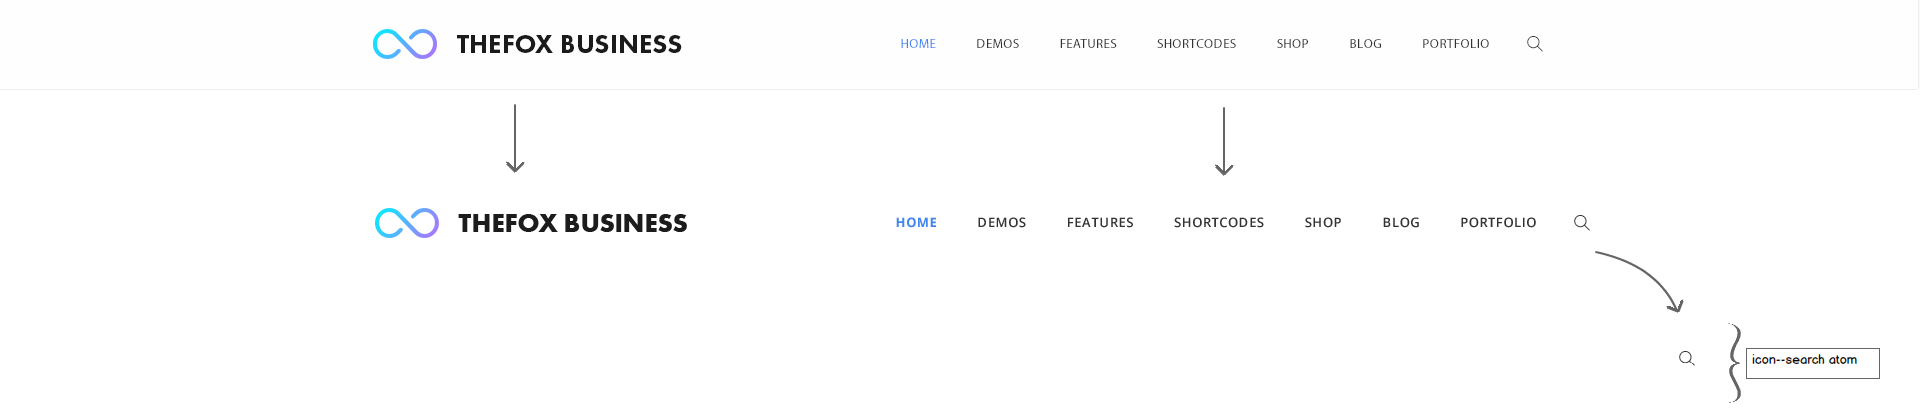 THEFOX BUSINESS HOME DEMOS FEATURES SHORTCODES SHOP BLOG PORTFOLIO
THEFOX BUSINESS HOME DEMOS FEATURES SHORTCODES SHOP BLOG PORTFOLIO
icon--search atom